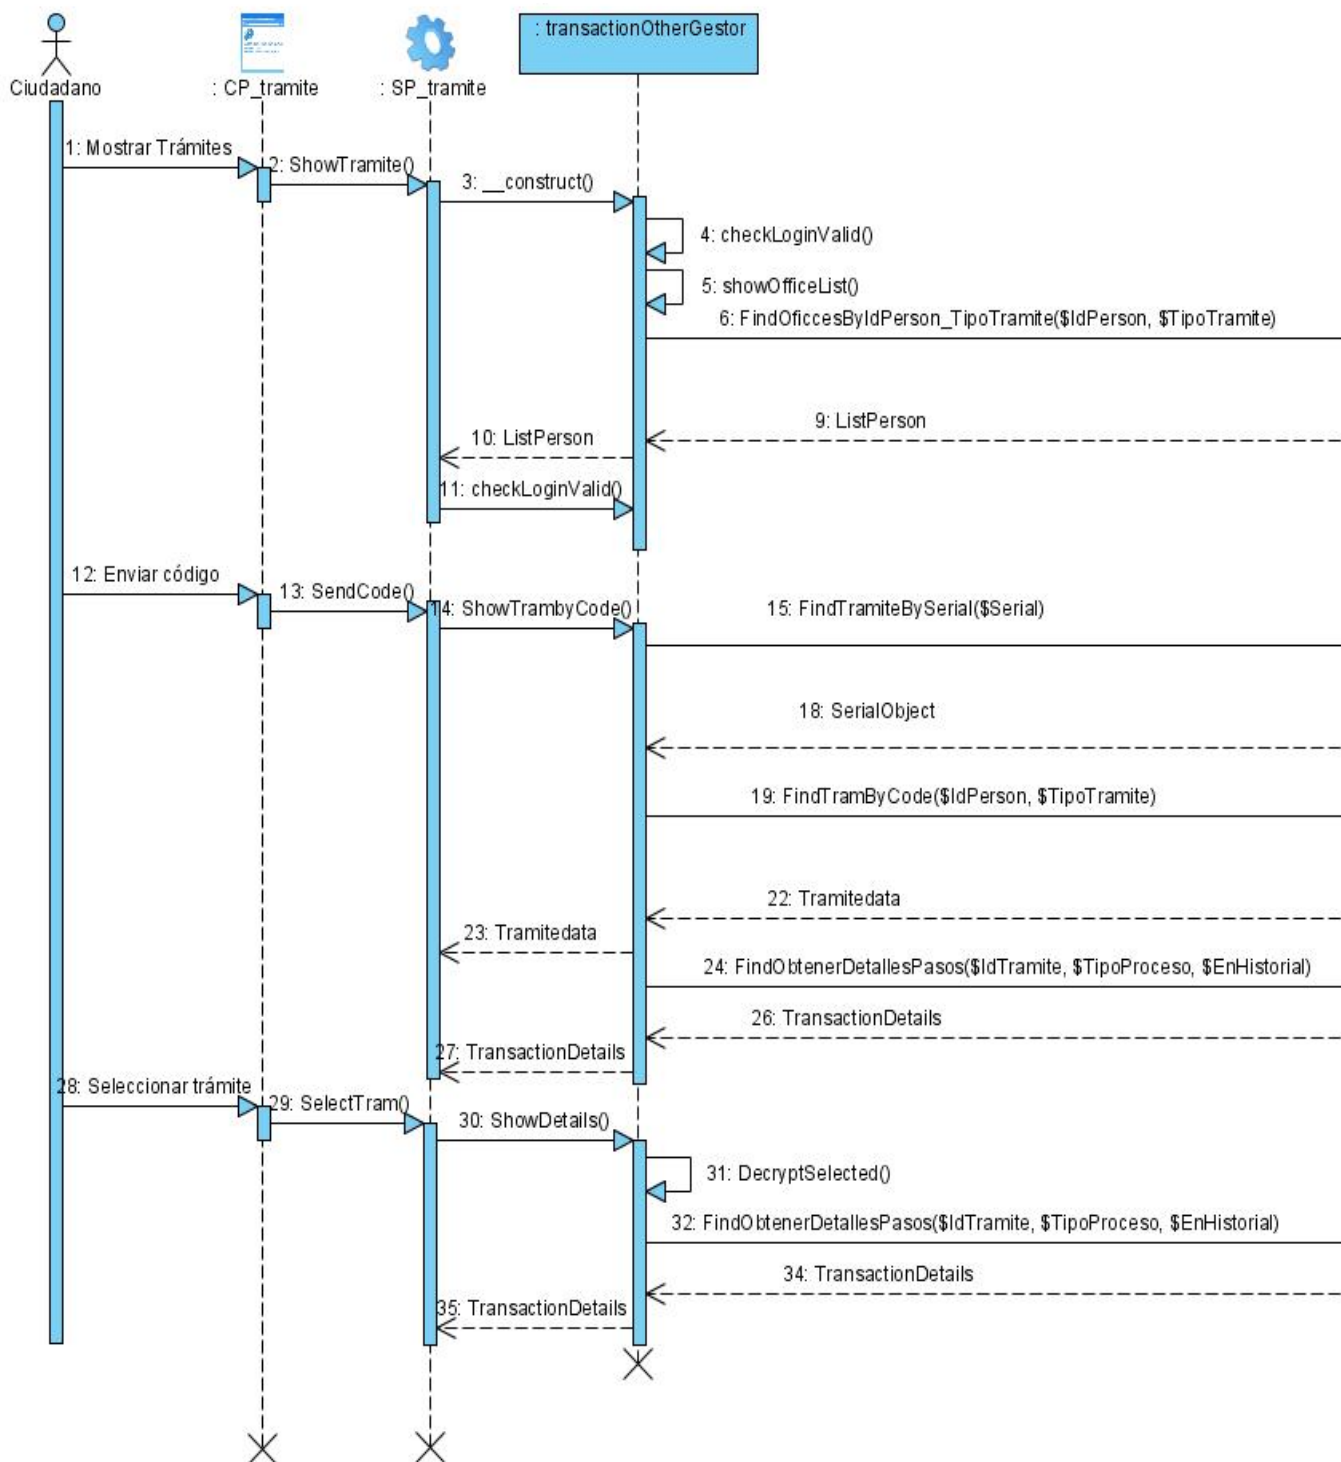 : transactionOtherGestor
Ciudadano
: CP_tramite
: SP_tramite
1: Mostrar Trámites
2: ShowTramite()
3: __construct()
4: checkLoginValid()
5: showOfficeList()
6: FindOficcesByIdPerson_TipoTramite($IdPerson, $TipoTramite)
9: ListPerson
10: ListPerson
11: checkLoginValid()
12: Enviar código
13: SendCode()
14: ShowTrambyCode()
15: FindTramiteBySerial($Serial)
18: SerialObject
19: FindTramByCode($IdPerson, $TipoTramite)
22: Tramitedata
23: Tramitedata
24: FindObtenerDetallesPasos($IdTramite, $TipoProceso, $EnHistorial)
26: TransactionDetails
27: TransactionDetails
28: Seleccionar trámite
29: SelectTram()
30: ShowDetails()
31: DecryptSelected()
32: FindObtenerDetallesPasos($IdTramite, $TipoProceso, $EnHistorial)
34: TransactionDetails
35: TransactionDetails